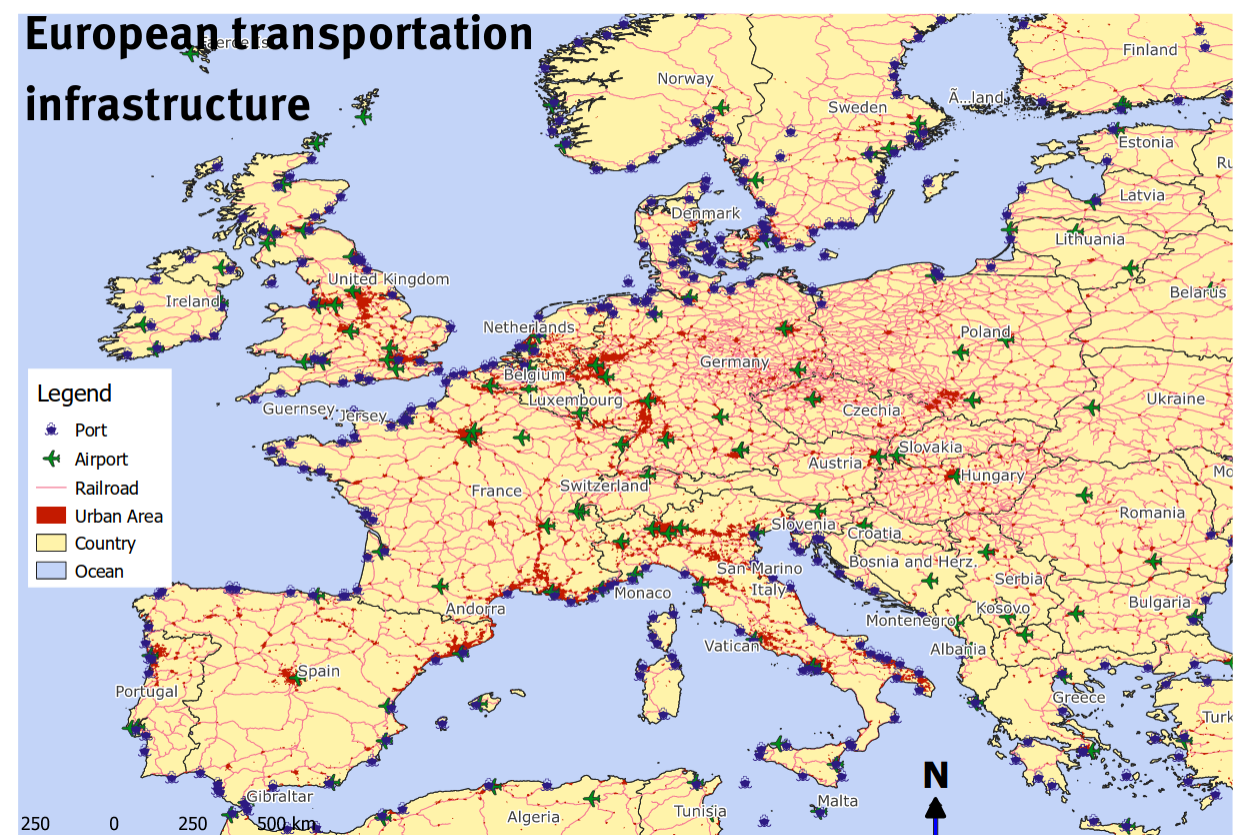 European transportation
Faeroe Is.
infrastructure
Finland
Norway
Sweden
Ã...land
Estonia
Ru
Latvia
Denmark
Lithuania
United Kingdom
Ireland
Belarus
Netherlands
Poland
Germany
Belgium
Luxembourg
Ukraine
Guernsey
Jersey
Czechia
Slovakia
Austria
Hungary
Mo
France
Switzerland
Romania
Slovenia
Croatia
Bosnia and Herz.
San Marino
Italy
Serbia
Monaco
Andorra
Kosovo
Bulgaria
Montenegro
Vatican
Albania
Spain
Portugal
Greece
Turk
Gibraltar
Malta
Algeria
Tunisia
Legend
Port
Airport
Railroad
Urban Area
Country
Ocean
N
250 0 250 500 km